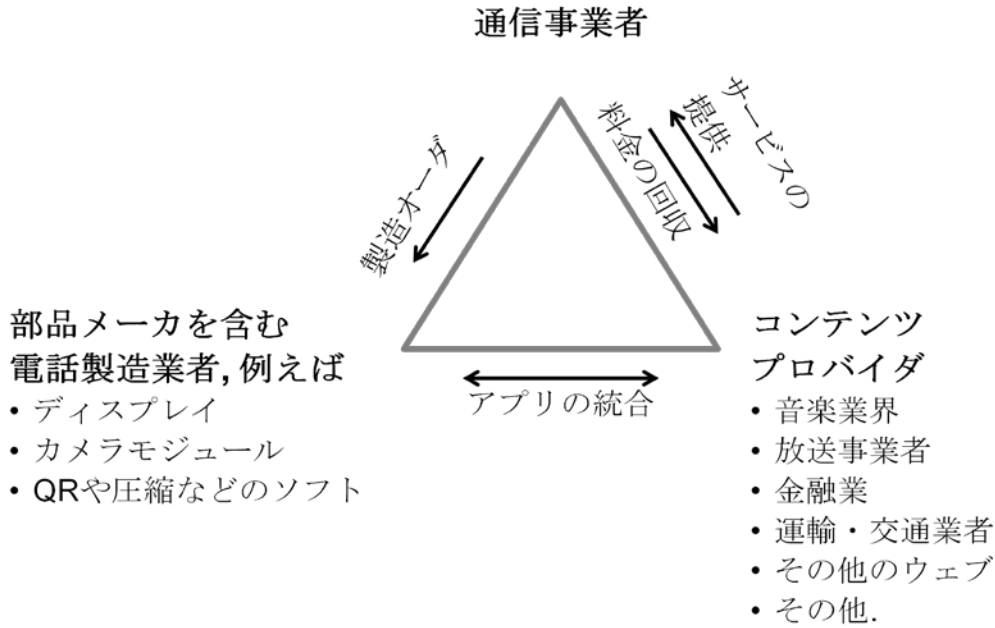 通信事業者
製造オーダ
料金の回収
サービスの
提供
部品メーカを含む
電話製造業者, 例えば
• ディスプレイ
• カメラモジュール
• QRや圧縮などのソフト
アプリの統合
コンテンツ
プロバイダ
• 音楽業界
• 放送事業者
• 金融業
• 運輸・交通業者
• その他のウェブ
• その他.